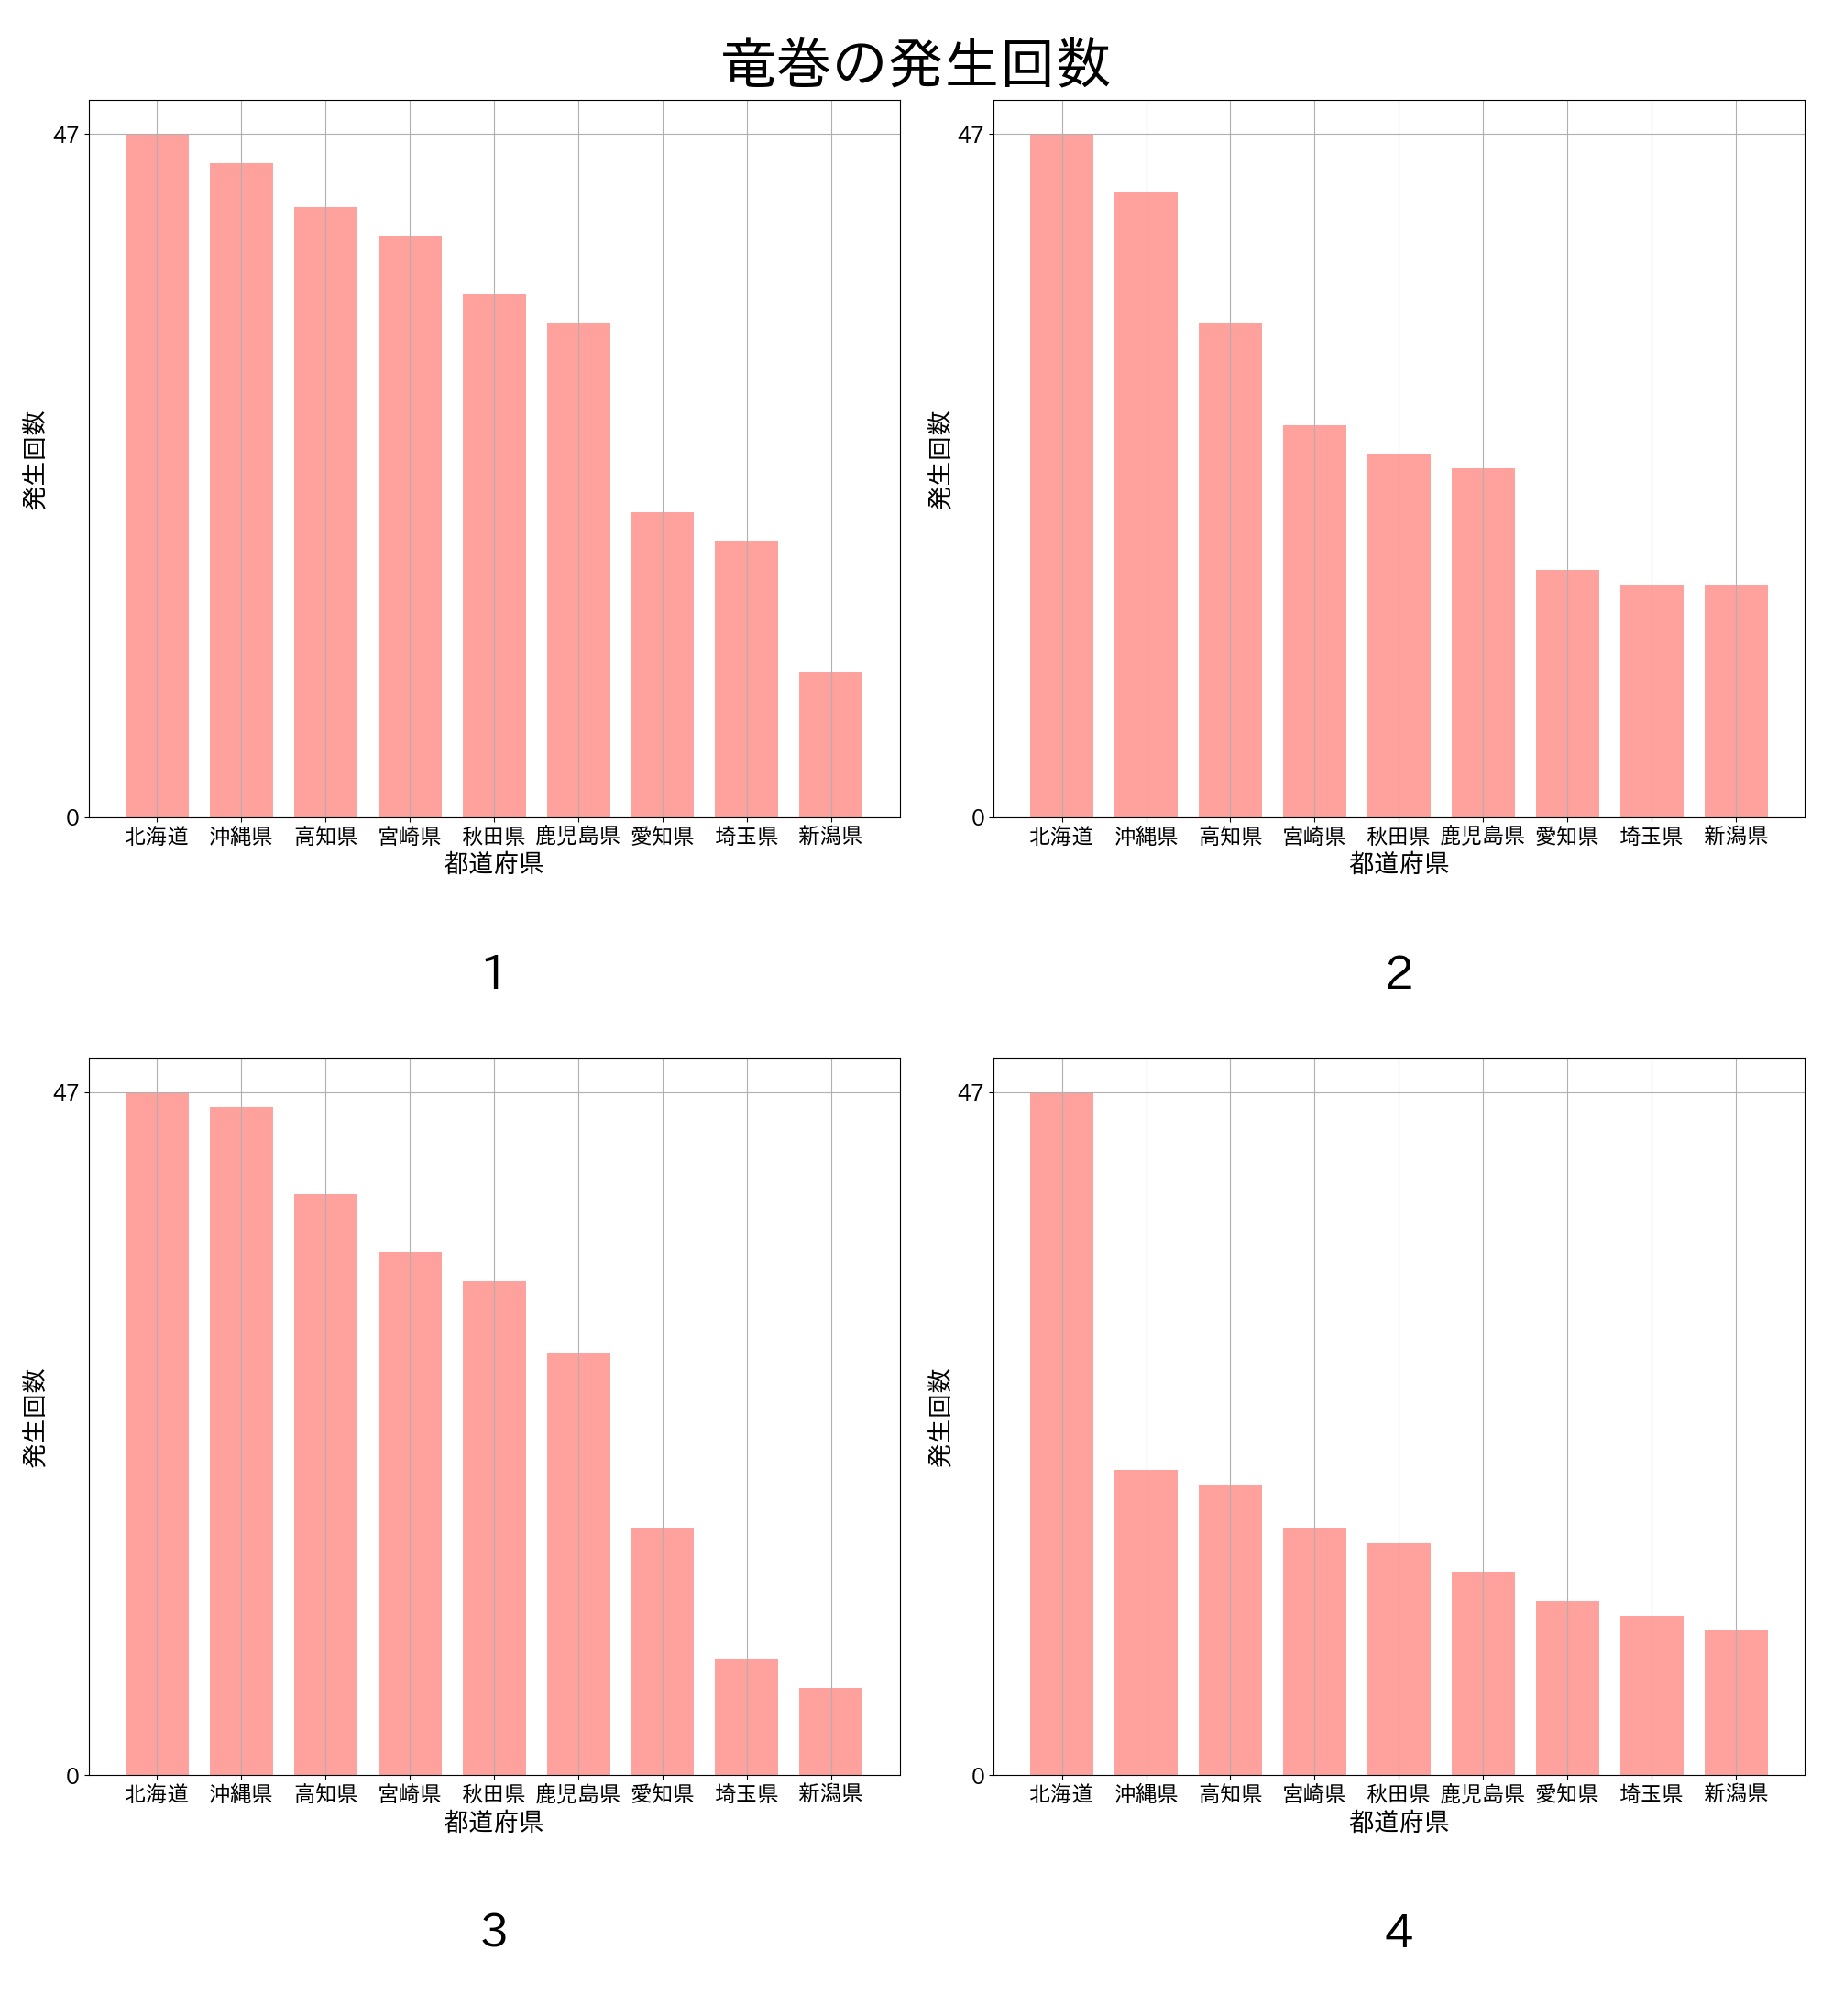 竜巻の発生回数
47
0
発生回数
北海道 沖縄県 高知県 宮崎県 秋田県 鹿児島県 愛知県 埼玉県 新潟県
都道府県
1
47
0
発生回数
北海道 沖縄県 高知県 宮崎県 秋田県 鹿児島県 愛知県 埼玉県 新潟県
都道府県
2
47
0
発生回数
北海道 沖縄県 高知県 宮崎県 秋田県 鹿児島県 愛知県 埼玉県 新潟県
都道府県
3
47
0
発生回数
北海道 沖縄県 高知県 宮崎県 秋田県 鹿児島県 愛知県 埼玉県 新潟県
都道府県
4